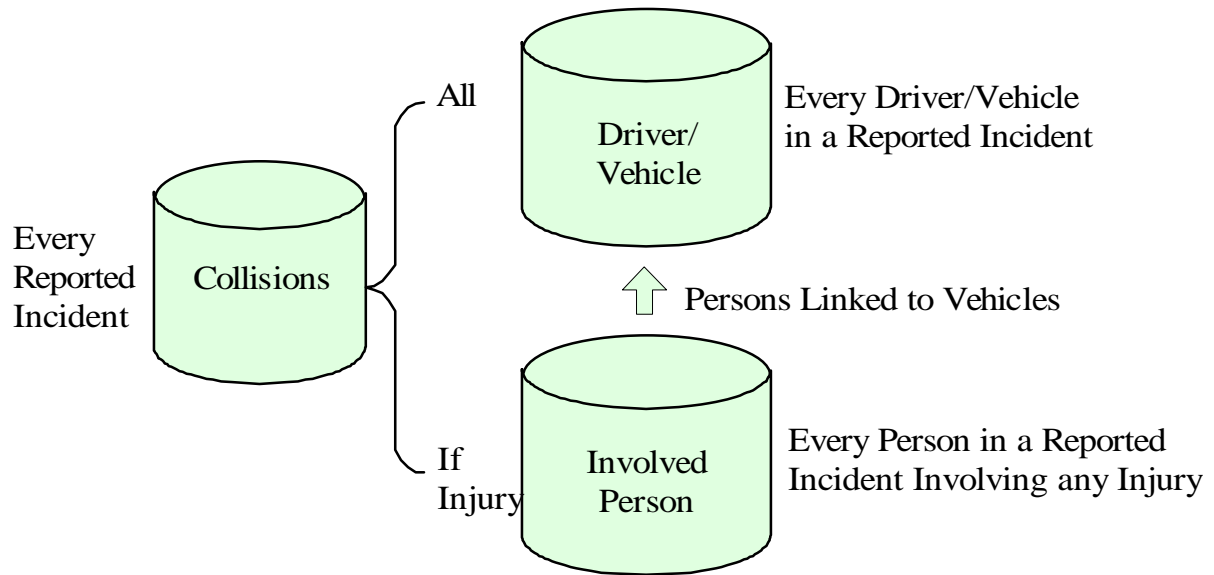 Every
Reported
Incident
Collisions
All
Driver/
Vehicle
Every Driver/Vehicle
in a Reported Incident
Persons Linked to Vehicles
If
Injury
Involved
Person
Every Person in a Reported
Incident Involving any Injury